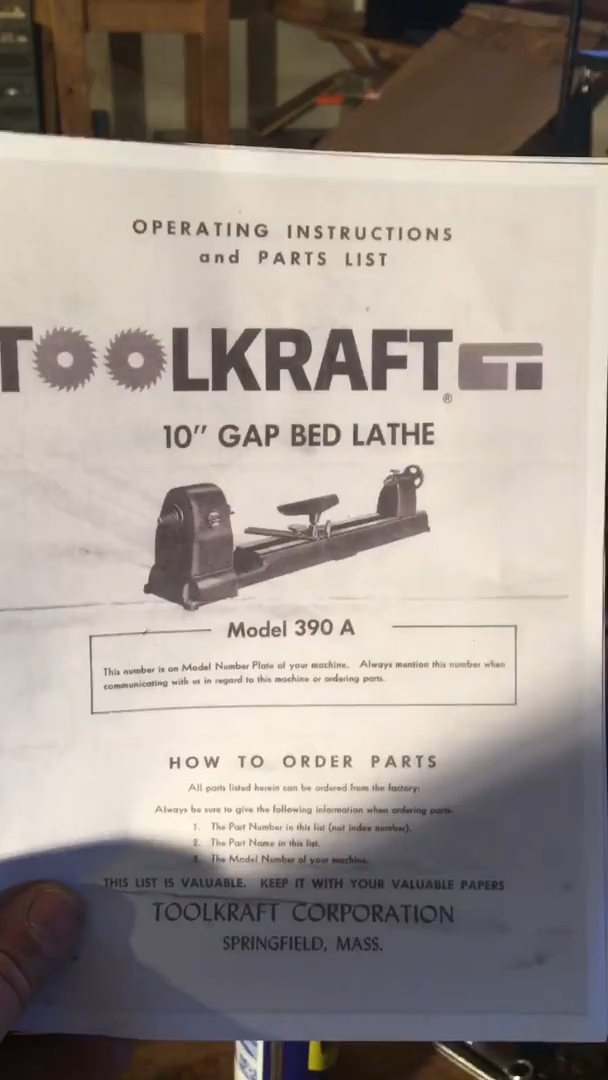 OPERATING INSTRUCTIONS
and PARTS LIST
TOOLKRAFT
®
10" GAP BED LATHE
Model 390 A
This number is on Model Number Plate of your machine. Always mention this number when
communicating with us in regard to this machine or ordering parts.
HOW TO ORDER PARTS
All parts listed herein can be ordered from the factory:
Always be sure to give the following information when ordering parts:
1. The Part Number in this list (not index number).
2. The Part Name in this list.
3. The Model Number of your machine.
THIS LIST IS VALUABLE. KEEP IT WITH YOUR VALUABLE PAPERS
TOOLKRAFT CORPORATION
SPRINGFIELD, MASS.